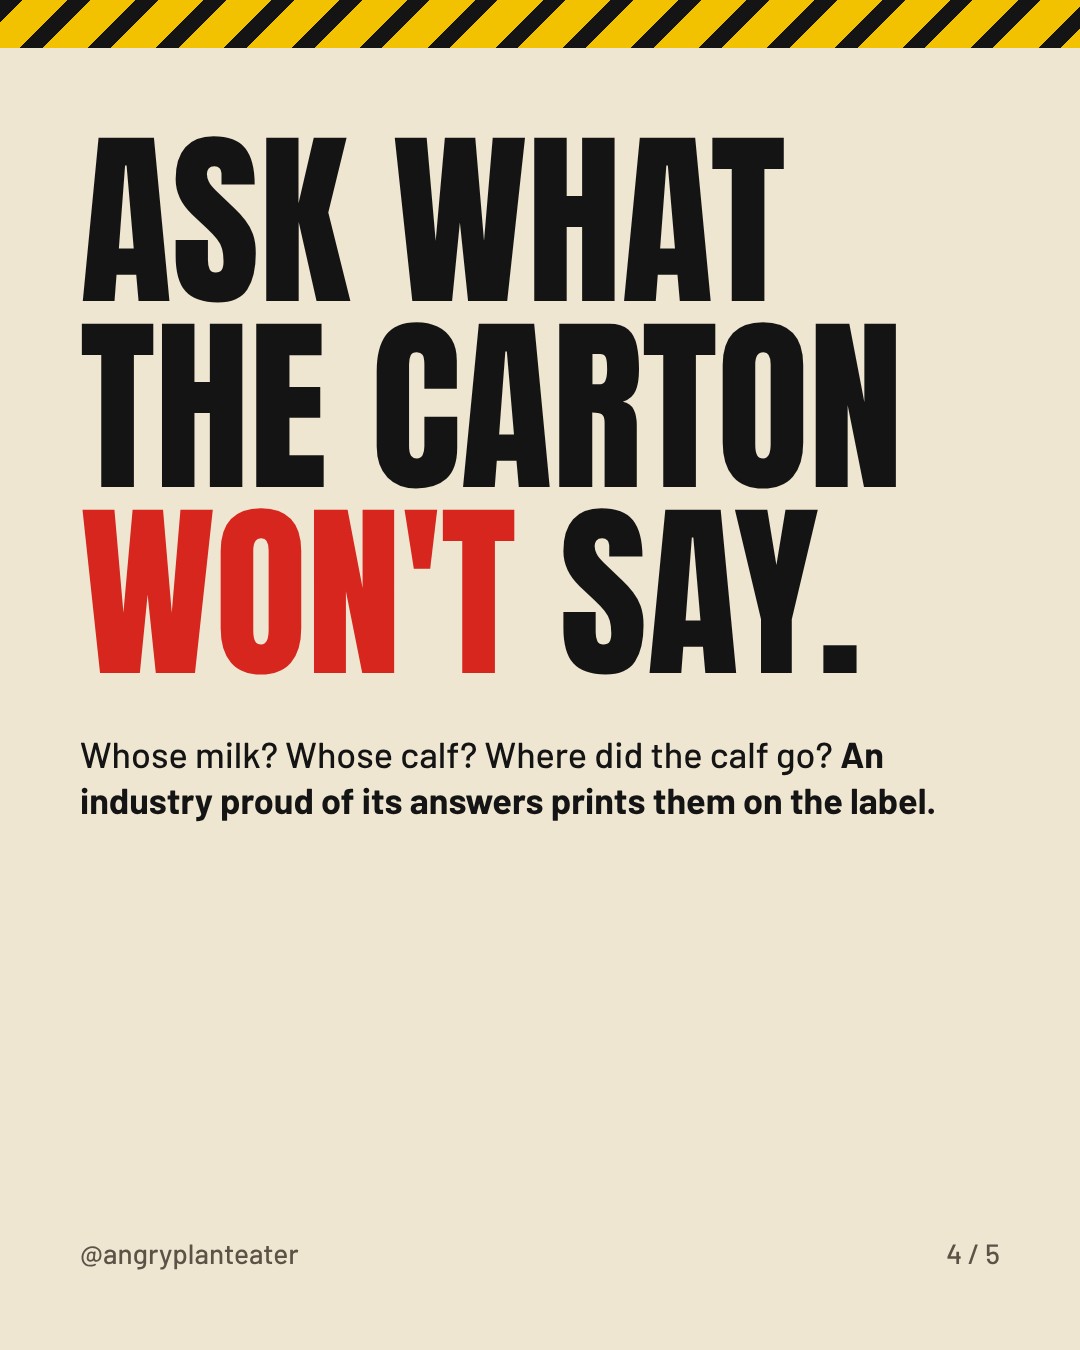 ASK WHAT
THE CARTON
WON'T SAY.
Whose milk? Whose calf? Where did the calf go? An
industry proud of its answers prints them on the label.
@angryplanteater
4 / 5